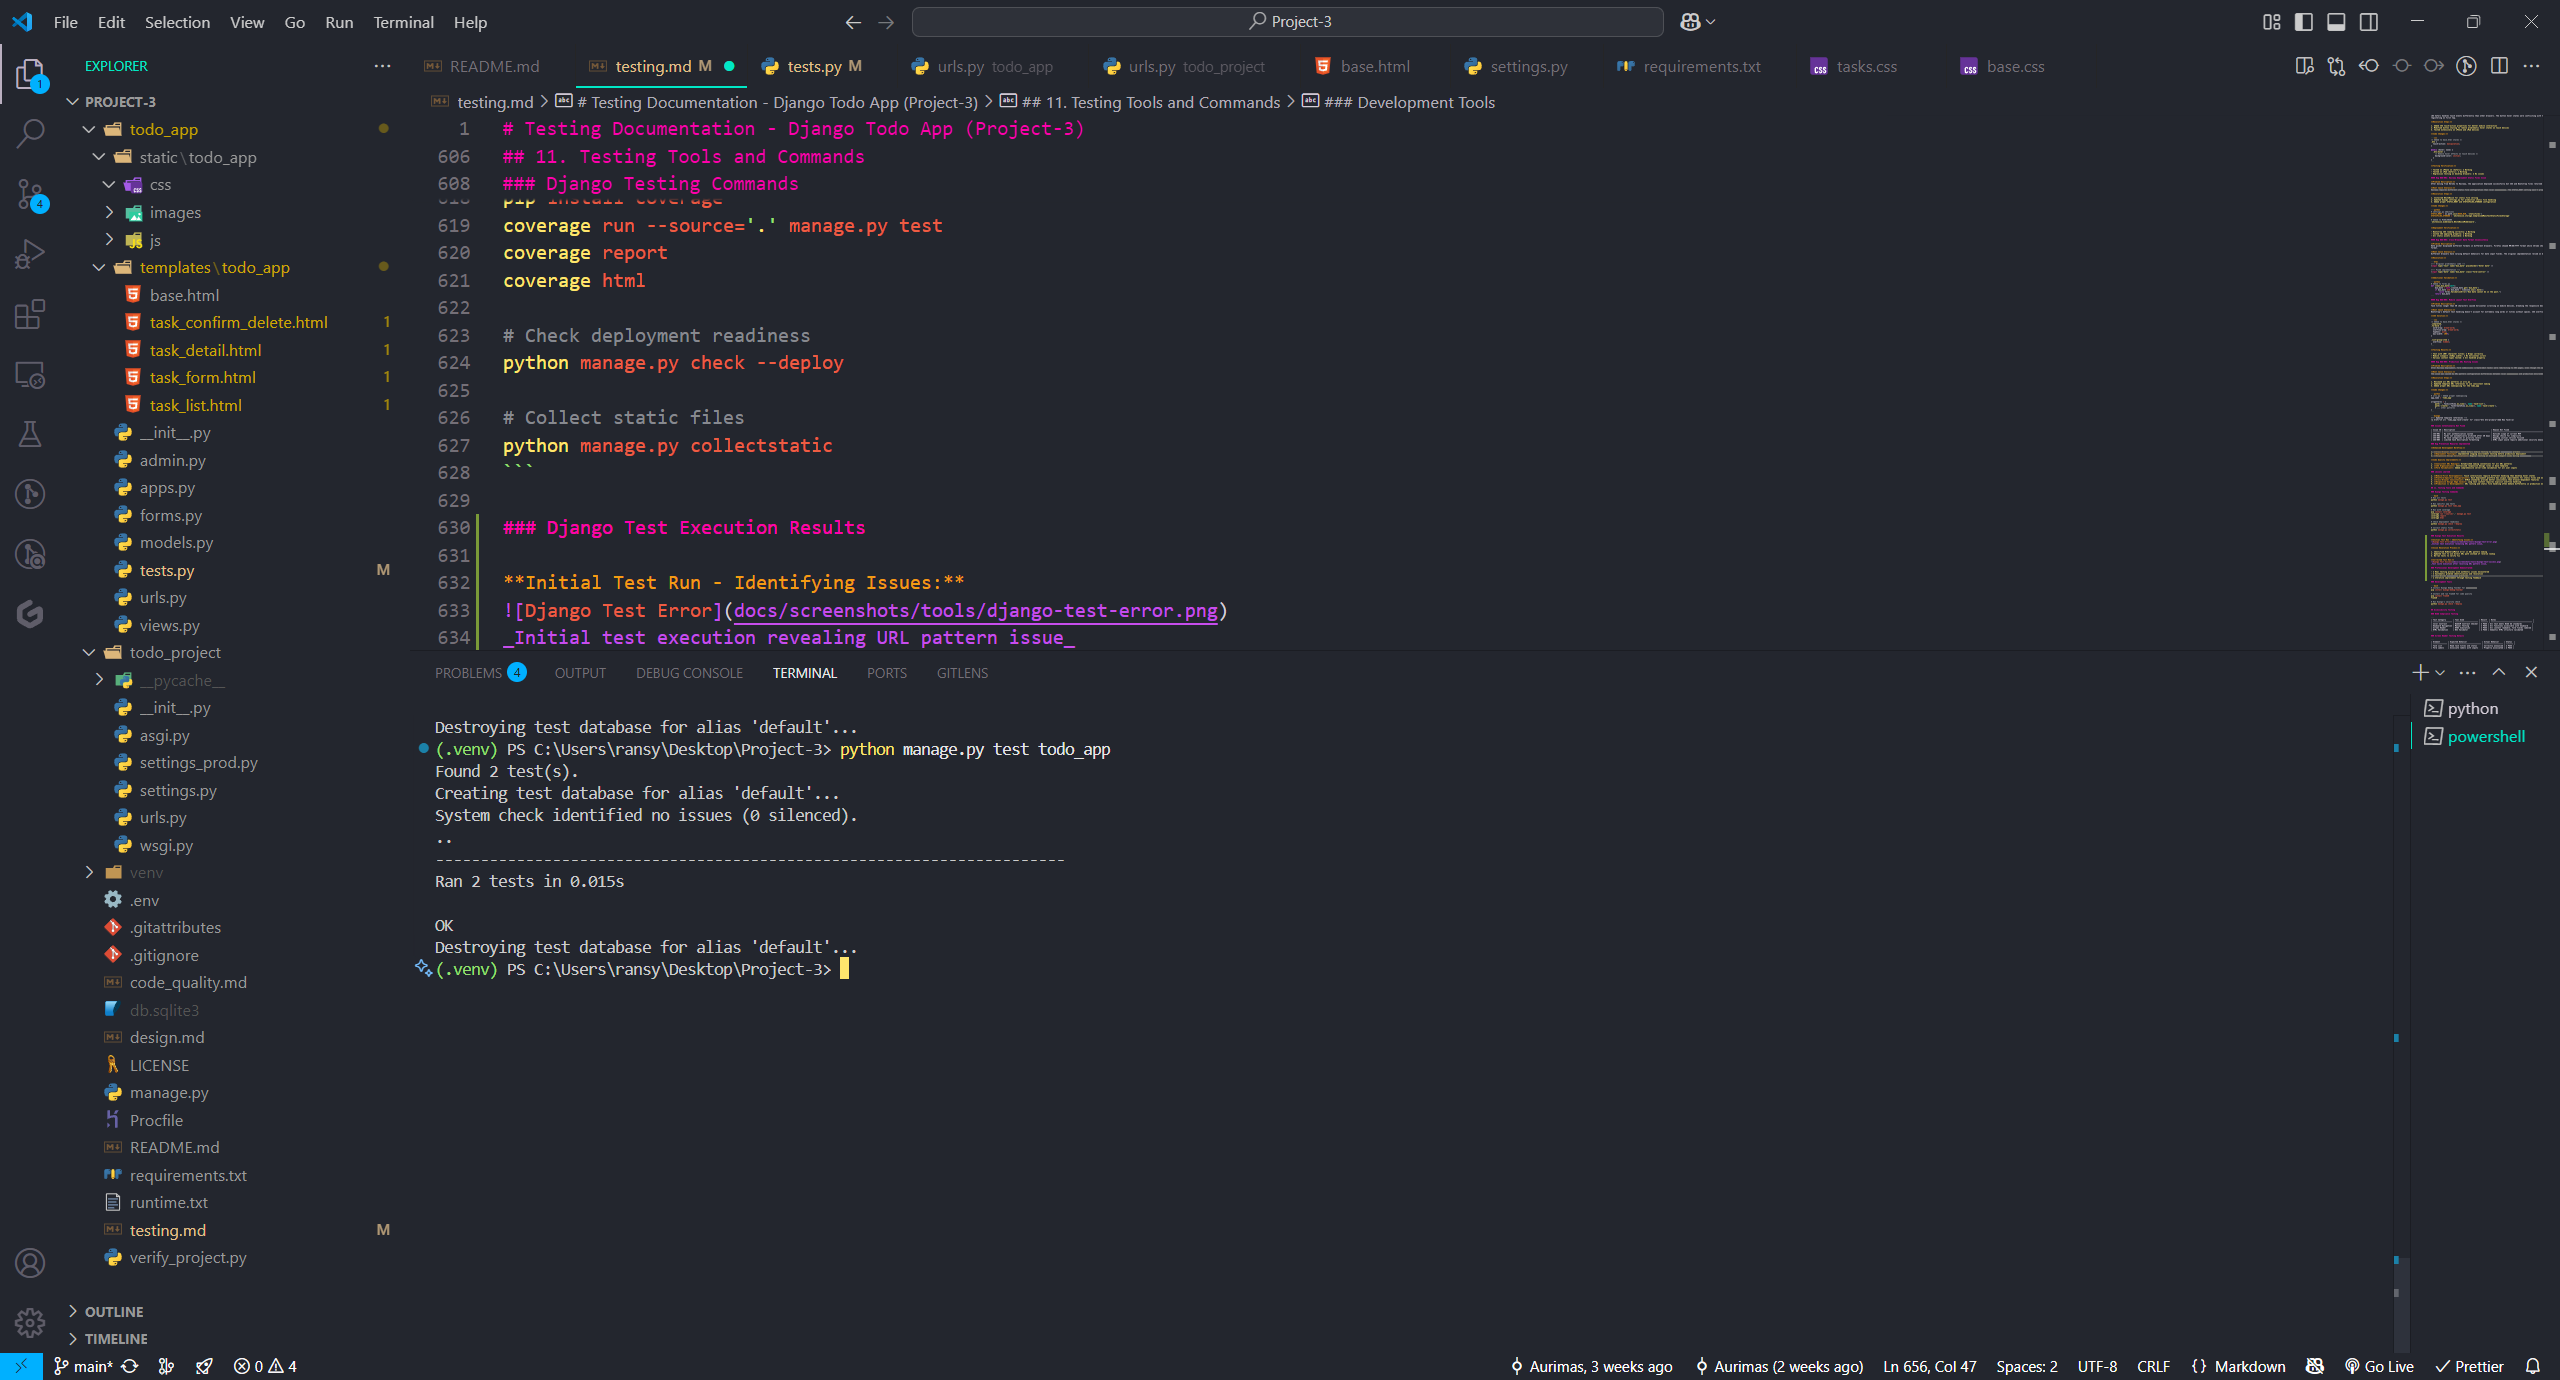 File Edit Selection View Go Run Terminal Help
Project-3
EXPLORER
PROJECT-3
todo_app
static\todo_app
css
images
js
templates\todo_app
base.html
task_confirm_delete.html 1
task_detail.html 1
task_form.html 1
task_list.html 1
__init__.py
admin.py
apps.py
forms.py
models.py
tests.py M
urls.py
views.py
todo_project
__pycache__
__init__.py
asgi.py
settings_prod.py
settings.py
urls.py
wsgi.py
venv
.env
.gitattributes
.gitignore
code_quality.md
db.sqlite3
design.md
LICENSE
manage.py
Procfile
README.md
requirements.txt
runtime.txt
testing.md M
verify_project.py
OUTLINE
TIMELINE
README.md testing.md M tests.py M urls.py todo_app urls.py todo_project base.html settings.py requirements.txt tasks.css base.css
testing.md > # Testing Documentation - Django Todo App (Project-3) > ## 11. Testing Tools and Commands > ### Development Tools
1 # Testing Documentation - Django Todo App (Project-3)
606 ## 11. Testing Tools and Commands
608 ### Django Testing Commands
618 pip install coverage
619 coverage run --source='.' manage.py test
620 coverage report
621 coverage html
622
623 # Check deployment readiness
624 python manage.py check --deploy
625
626 # Collect static files
627 python manage.py collectstatic
628 ```
629
630 ### Django Test Execution Results
631
632 **Initial Test Run - Identifying Issues:**
633 ![Django Test Error](docs/screenshots/tools/django-test-error.png)
634 _Initial test execution revealing URL pattern issue_
PROBLEMS 4 OUTPUT DEBUG CONSOLE TERMINAL PORTS GITLENS
Destroying test database for alias 'default'...
(.venv) PS C:\Users\ransy\Desktop\Project-3> python manage.py test todo_app
Found 2 test(s).
Creating test database for alias 'default'...
System check identified no issues (0 silenced).
..
----------------------------------------------------------------------
Ran 2 tests in 0.015s
OK
Destroying test database for alias 'default'...
(.venv) PS C:\Users\ransy\Desktop\Project-3>
python
powershell
main* 0 4 Aurimas, 3 weeks ago Aurimas (2 weeks ago) Ln 656, Col 47 Spaces: 2 UTF-8 CRLF {} Markdown Go Live Prettier